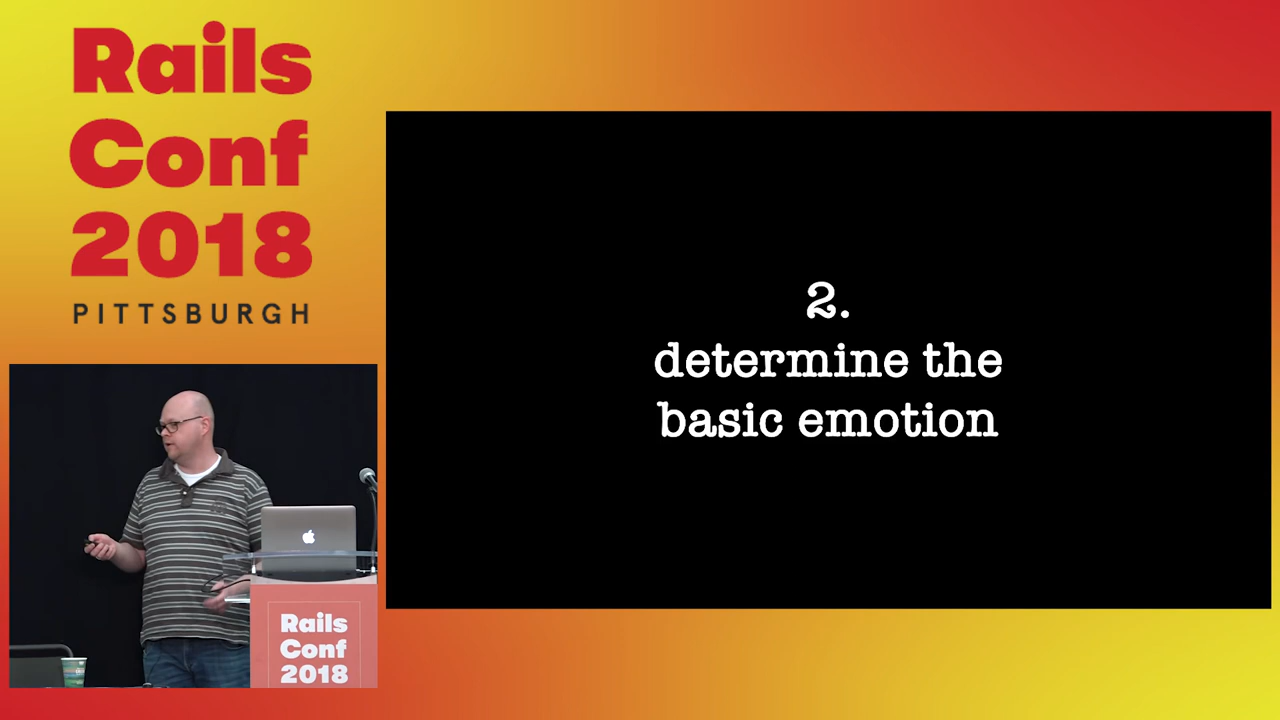 Rails
Conf
2018
PITTSBURGH
2.
determine the
basic emotion
Rails
Conf
2018